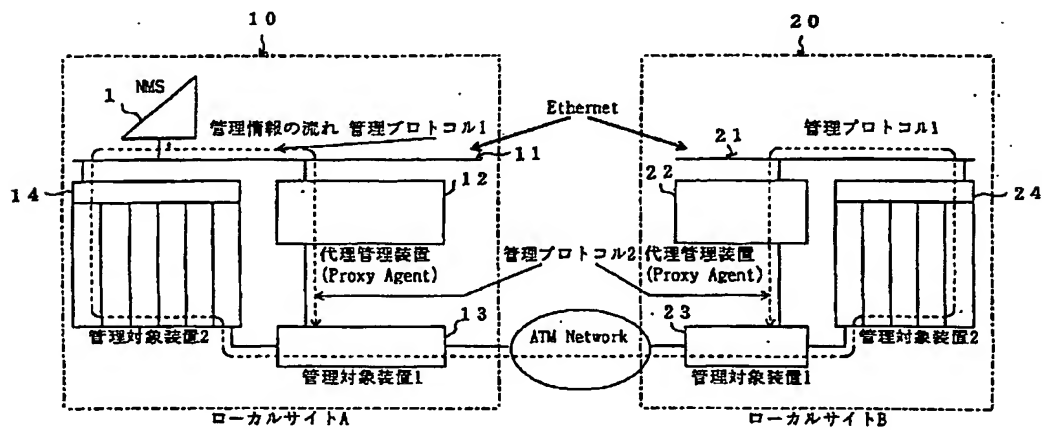 10
20
NMS
1
Ethernet
管理情報の流れ 管理プロトコル1
管理プロトコル1
11
21
14
12
22
24
代理管理装置
(Proxy Agent)
管理プロトコル2
代理管理装置
(Proxy Agent)
13
23
管理対象装置2
ATM Network
管理対象装置2
管理対象装置1
管理対象装置1
ローカルサイトA
ローカルサイトB